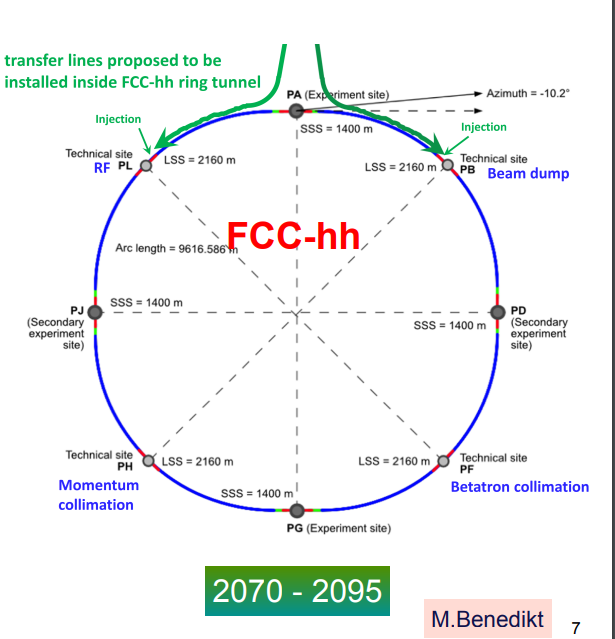 transfer lines proposed to be
installed inside FCC-hh ring tunnel
PA (Experiment site)
Azimuth = -10.2°
Injection
Injection
SSS = 1400 m
Technical site
PL
RF
LSS = 2160 m
LSS = 2160 m
Technical site
PB
Beam dump
FCC-hh
Arc length = 9616.586 m
PJ
(Secondary
experiment
site)
SSS = 1400 m
SSS = 1400 m
PD
(Secondary
experiment
site)
Technical site
PH
LSS = 2160 m
Momentum
collimation
LSS = 2160 m
Technical site
PF
Betatron collimation
SSS = 1400 m
PG (Experiment site)
2070 - 2095
M.Benedikt
7